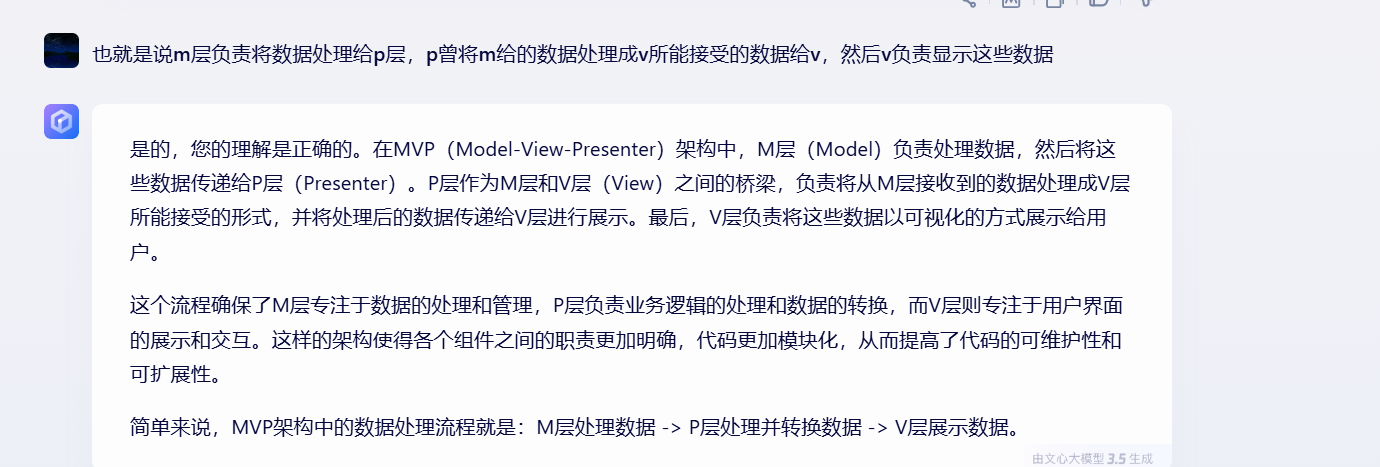 也就是说m层负责将数据处理给p层，p曾将m给的数据处理成v所能接受的数据给v，然后v负责显示这些数据
是的，您的理解是正确的。在MVP（Model-View-Presenter）架构中，M层（Model）负责处理数据，然后将这
些数据传递给P层（Presenter）。P层作为M层和V层（View）之间的桥梁，负责将从M层接收到的数据处理成V层
所能接受的形式，并将处理后的数据传递给V层进行展示。最后，V层负责将这些数据以可视化的方式展示给用
户。
这个流程确保了M层专注于数据的处理和管理，P层负责业务逻辑的处理和数据的转换，而V层则专注于用户界面
的展示和交互。这样的架构使得各个组件之间的职责更加明确，代码更加模块化，从而提高了代码的可维护性和
可扩展性。
简单来说，MVP架构中的数据处理流程就是：M层处理数据 -> P层处理并转换数据 -> V层展示数据。
由文心大模型 3.5 生成